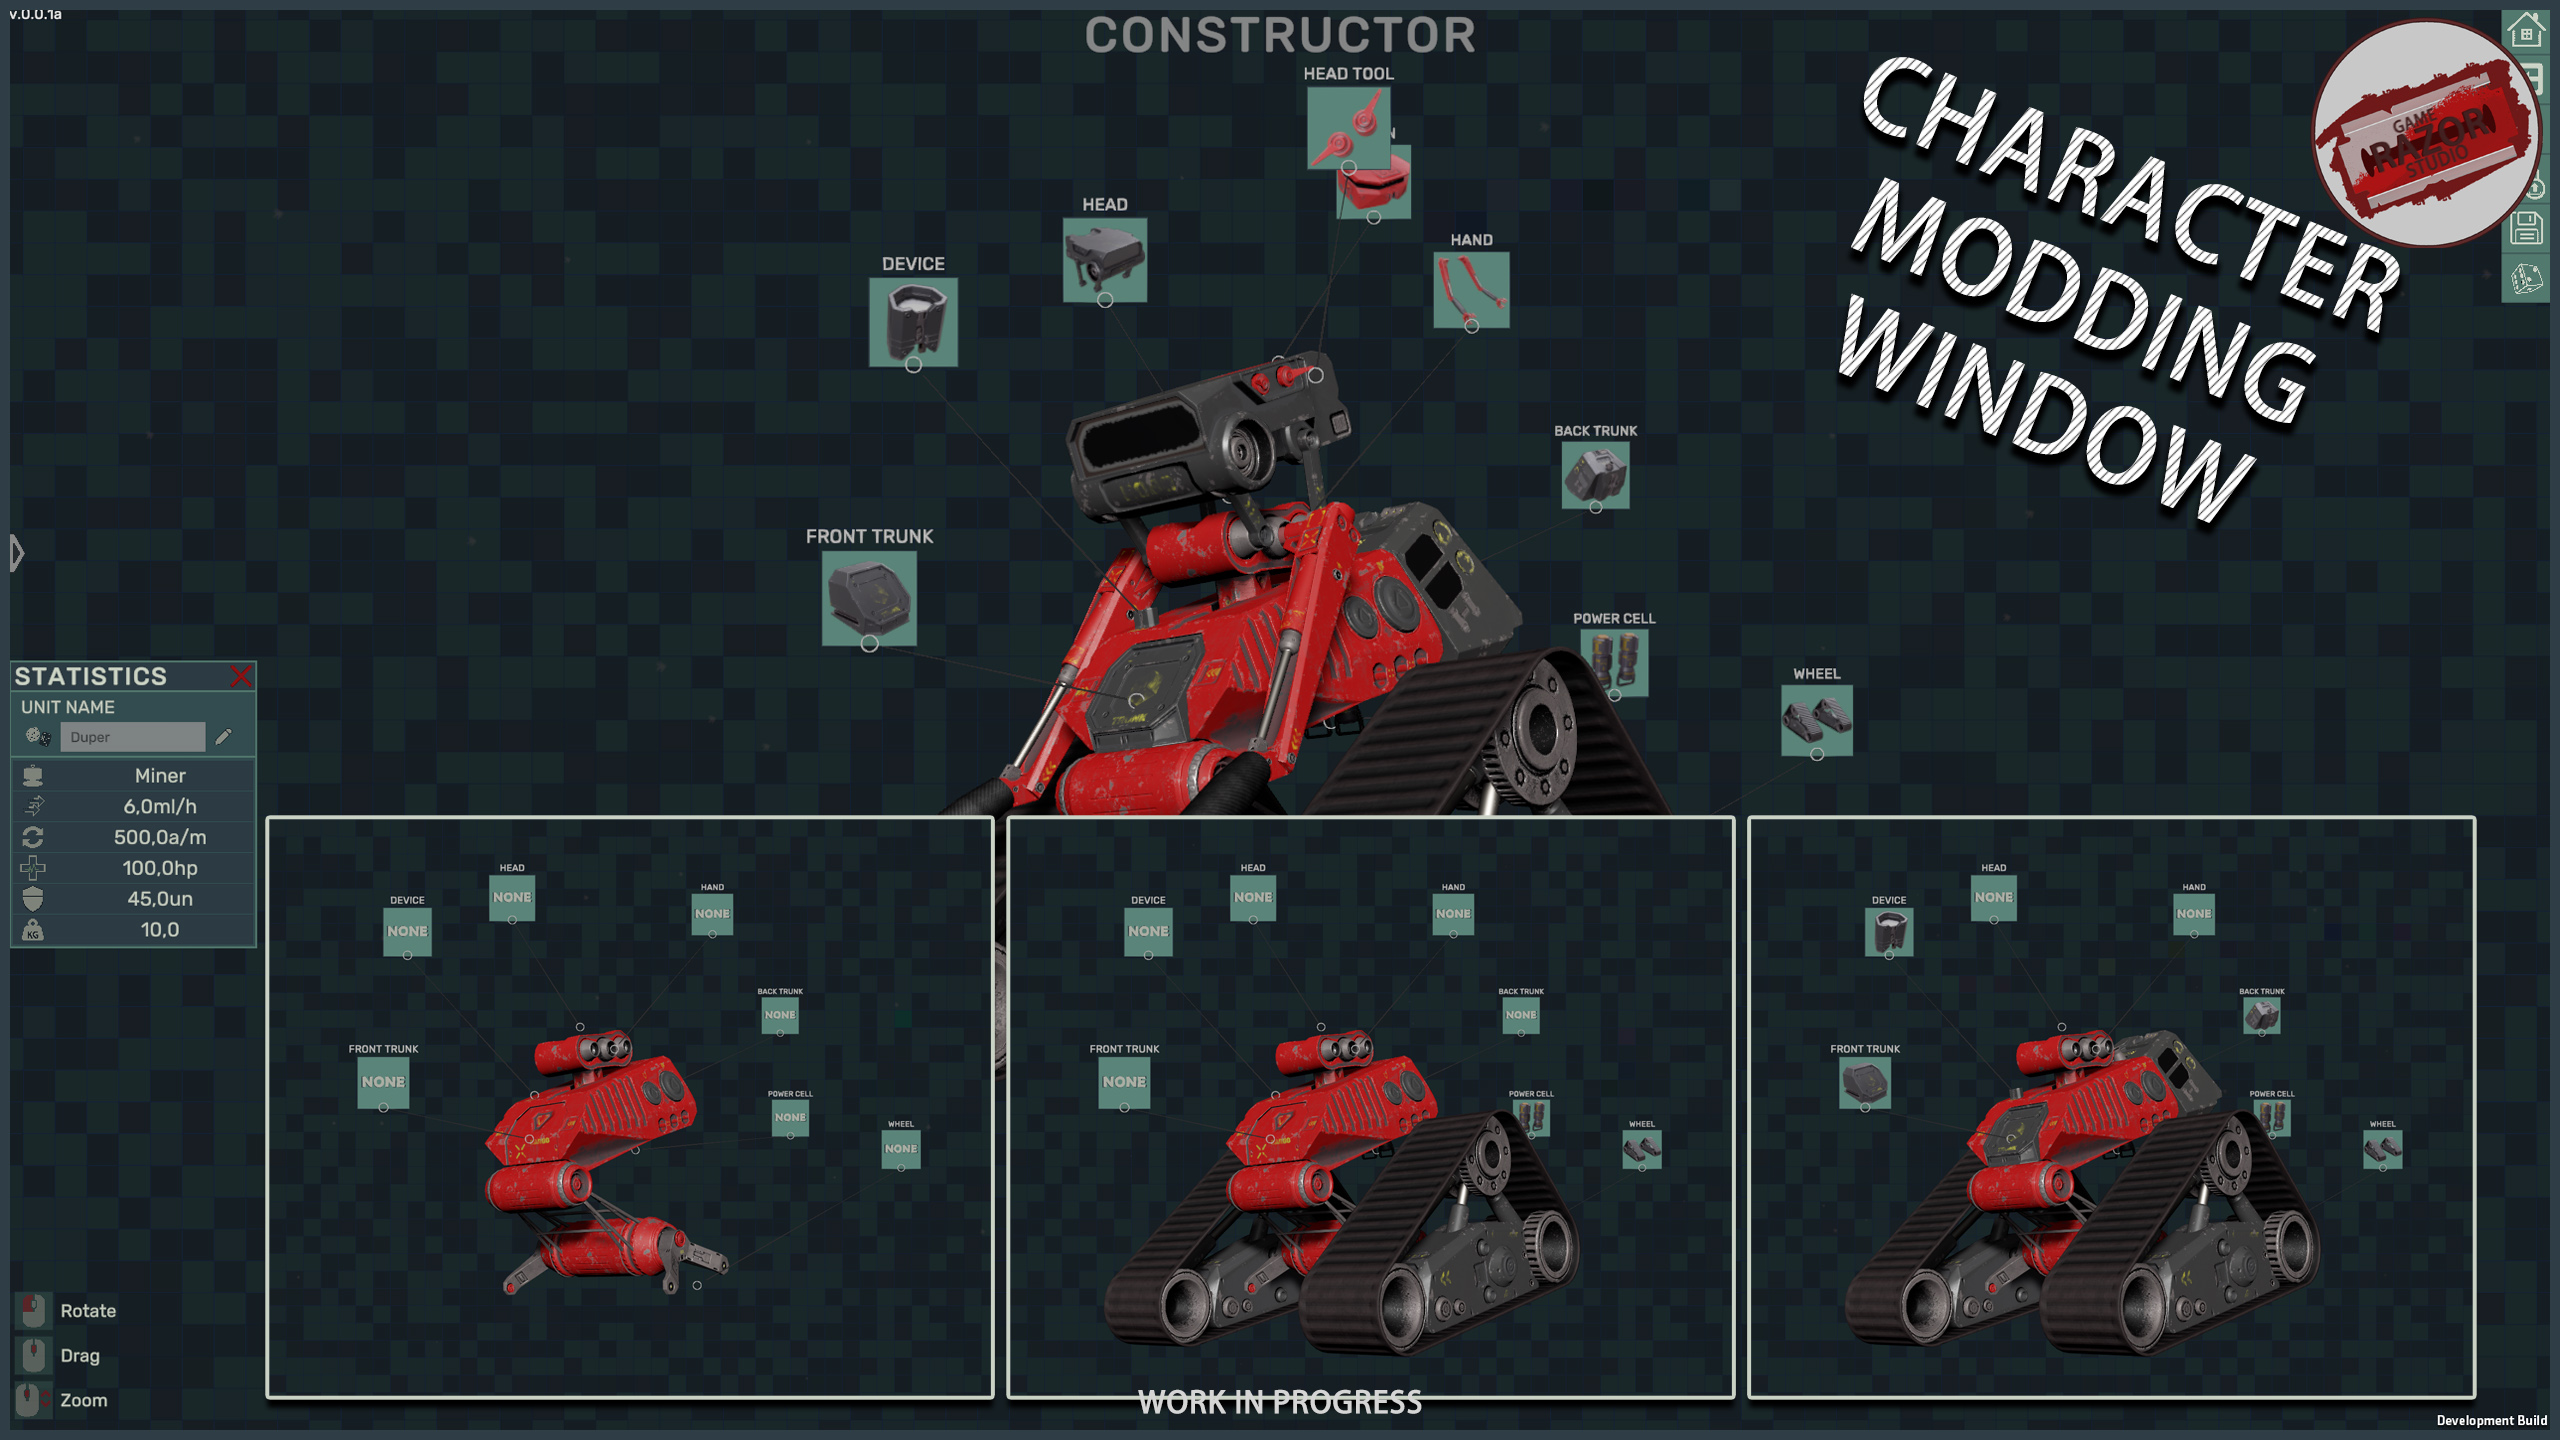 v.0.0.1a
CONSTRUCTOR
HEAD TOOL
N
HEAD
HAND
DEVICE
BACK TRUNK
FRONT TRUNK
POWER CELL
WHEEL
CHARACTER
MODDING
WINDOW
GAME
RAZOR
STUDIO
STATISTICS
UNIT NAME
Duper
Miner
6,0ml/h
500,0a/m
100,0hp
45,0un
KG
10,0
HEAD
NONE
HAND
NONE
DEVICE
NONE
BACK TRUNK
NONE
FRONT TRUNK
NONE
POWER CELL
NONE
WHEEL
NONE
HEAD
NONE
HAND
NONE
DEVICE
NONE
BACK TRUNK
NONE
FRONT TRUNK
NONE
POWER CELL
WHEEL
HEAD
NONE
HAND
NONE
DEVICE
BACK TRUNK
FRONT TRUNK
POWER CELL
WHEEL
Rotate
Drag
Zoom
WORK IN PROGRESS
Development Build